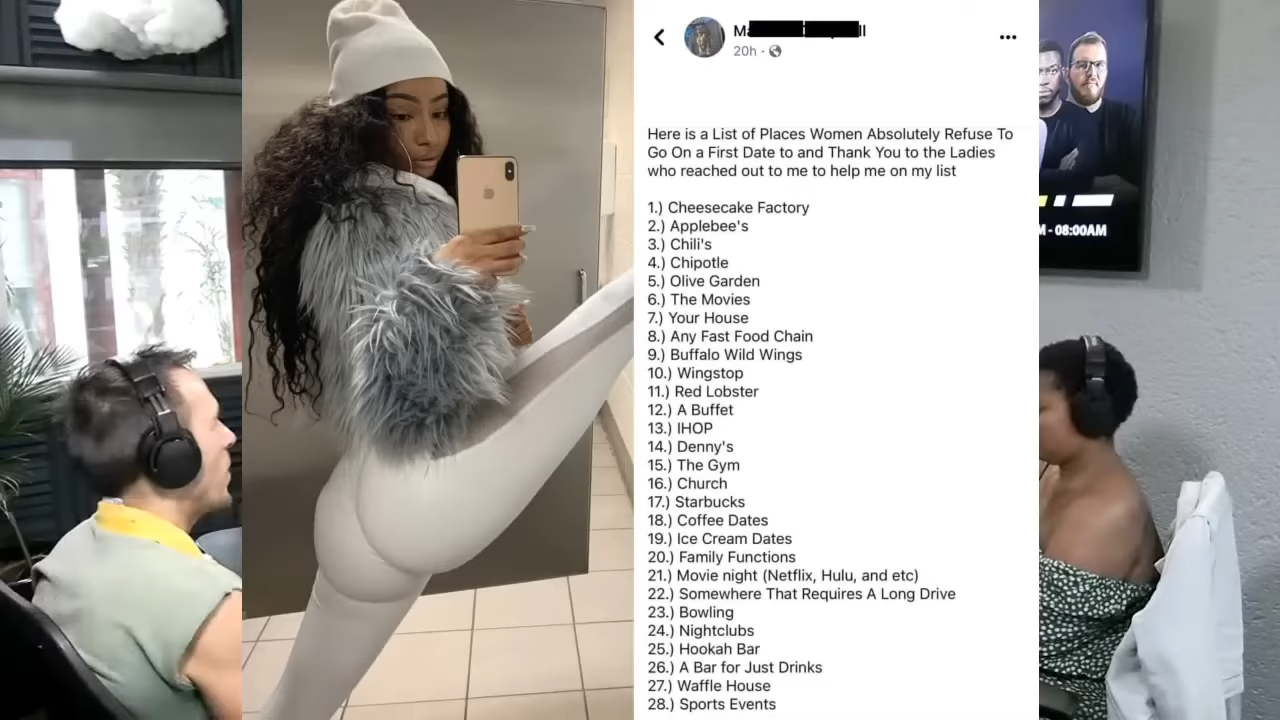 Ma ll
20h ·
Here is a List of Places Women Absolutely Refuse To
Go On a First Date to and Thank You to the Ladies
who reached out to me to help me on my list
1.) Cheesecake Factory
2.) Applebee's
3.) Chili's
4.) Chipotle
5.) Olive Garden
6.) The Movies
7.) Your House
8.) Any Fast Food Chain
9.) Buffalo Wild Wings
10.) Wingstop
11.) Red Lobster
12.) A Buffet
13.) IHOP
14.) Denny's
15.) The Gym
16.) Church
17.) Starbucks
18.) Coffee Dates
19.) Ice Cream Dates
20.) Family Functions
21.) Movie night (Netflix, Hulu, and etc)
22.) Somewhere That Requires A Long Drive
23.) Bowling
24.) Nightclubs
25.) Hookah Bar
26.) A Bar for Just Drinks
27.) Waffle House
28.) Sports Events
M - 08:00AM